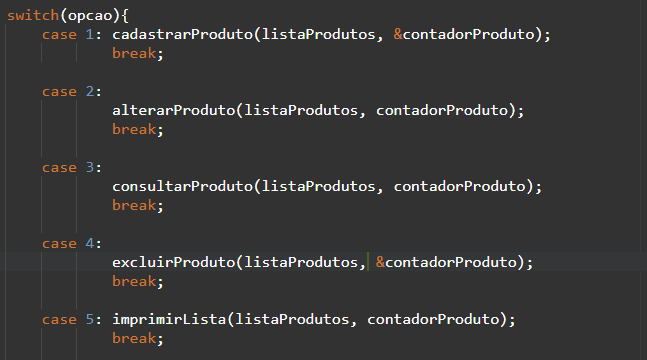 switch(opcao){
case 1: cadastrarProduto(listaProdutos, &contadorProduto);
break;
case 2:
alterarProduto(listaProdutos, contadorProduto);
break;
case 3:
consultarProduto(listaProdutos, contadorProduto);
break;
case 4:
excluirProduto(listaProdutos, &contadorProduto);
break;
case 5: imprimirLista(listaProdutos, contadorProduto);
break;